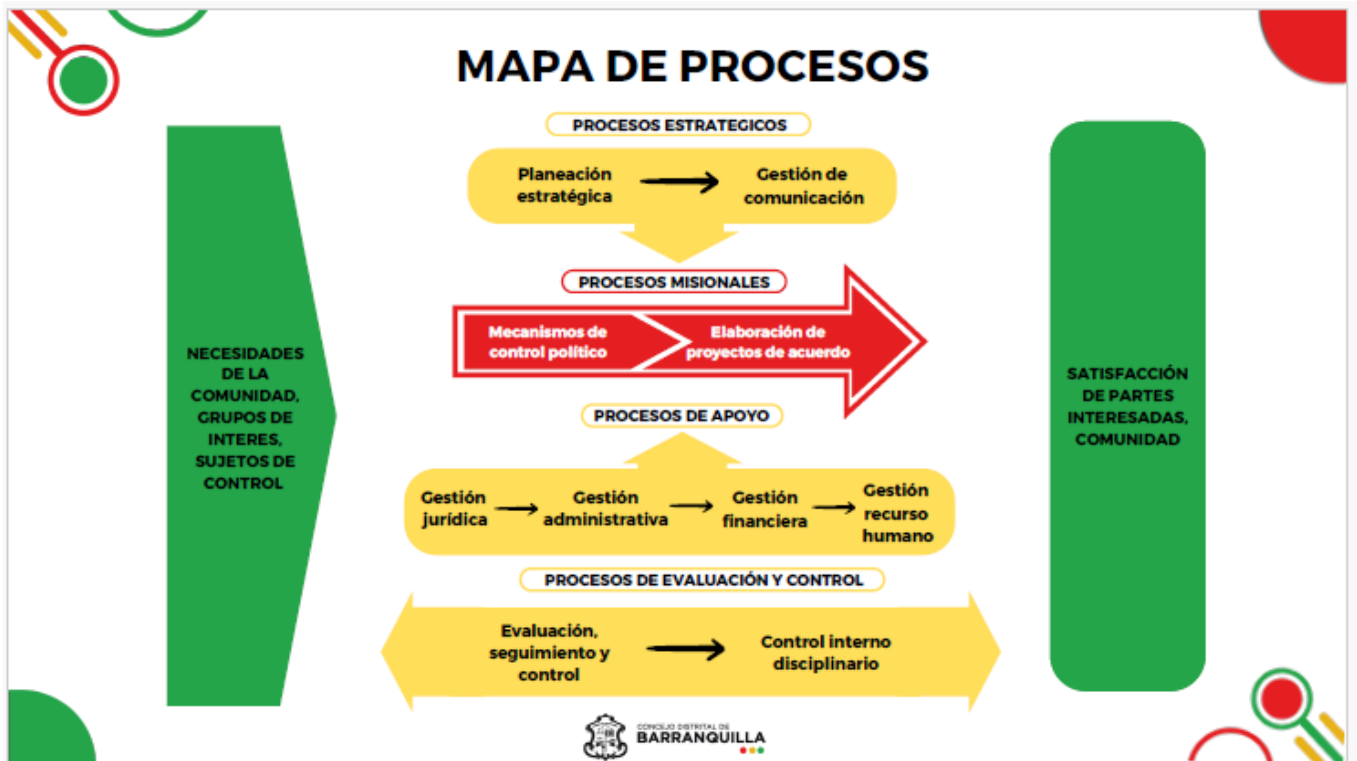 MAPA DE PROCESOS
PROCESOS ESTRATEGICOS
Planeación
estratégica
Gestión de
comunicación
PROCESOS MISIONALES
Mecanismos de
control político
Elaboración de
proyectos de acuerdo
NECESIDADES
DE LA
COMUNIDAD,
GRUPOS DE
INTERES,
SUJETOS DE
CONTROL
SATISFACCIÓN
DE PARTES
INTERESADAS,
COMUNIDAD
PROCESOS DE APOYO
Gestión
jurídica
Gestión
administrativa
Gestión
financiera
Gestión
recurso
humano
PROCESOS DE EVALUACIÓN Y CONTROL
Evaluación,
seguimiento y
control
Control interno
disciplinario
CONCEJO DISTRITAL DE
BARRANQUILLA